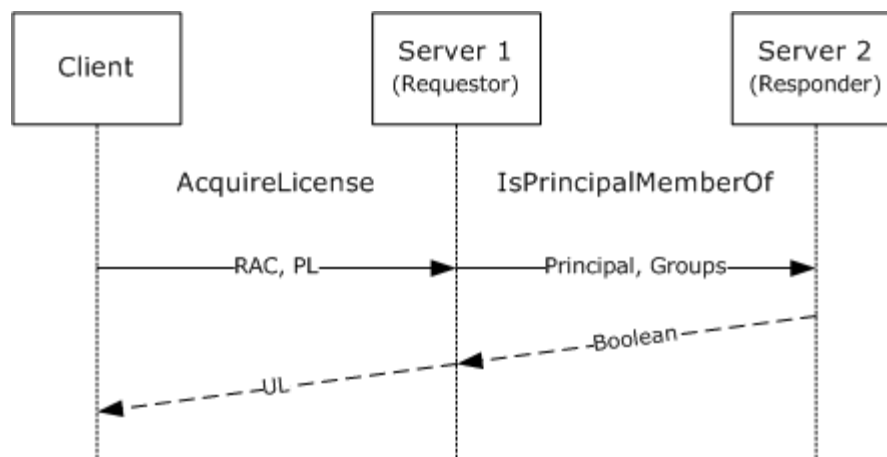 Client
Server 1
(Requestor)
Server 2
(Responder)
AcquireLicense
IsPrincipalMemberOf
RAC, PL
Principal, Groups
Boolean
UL